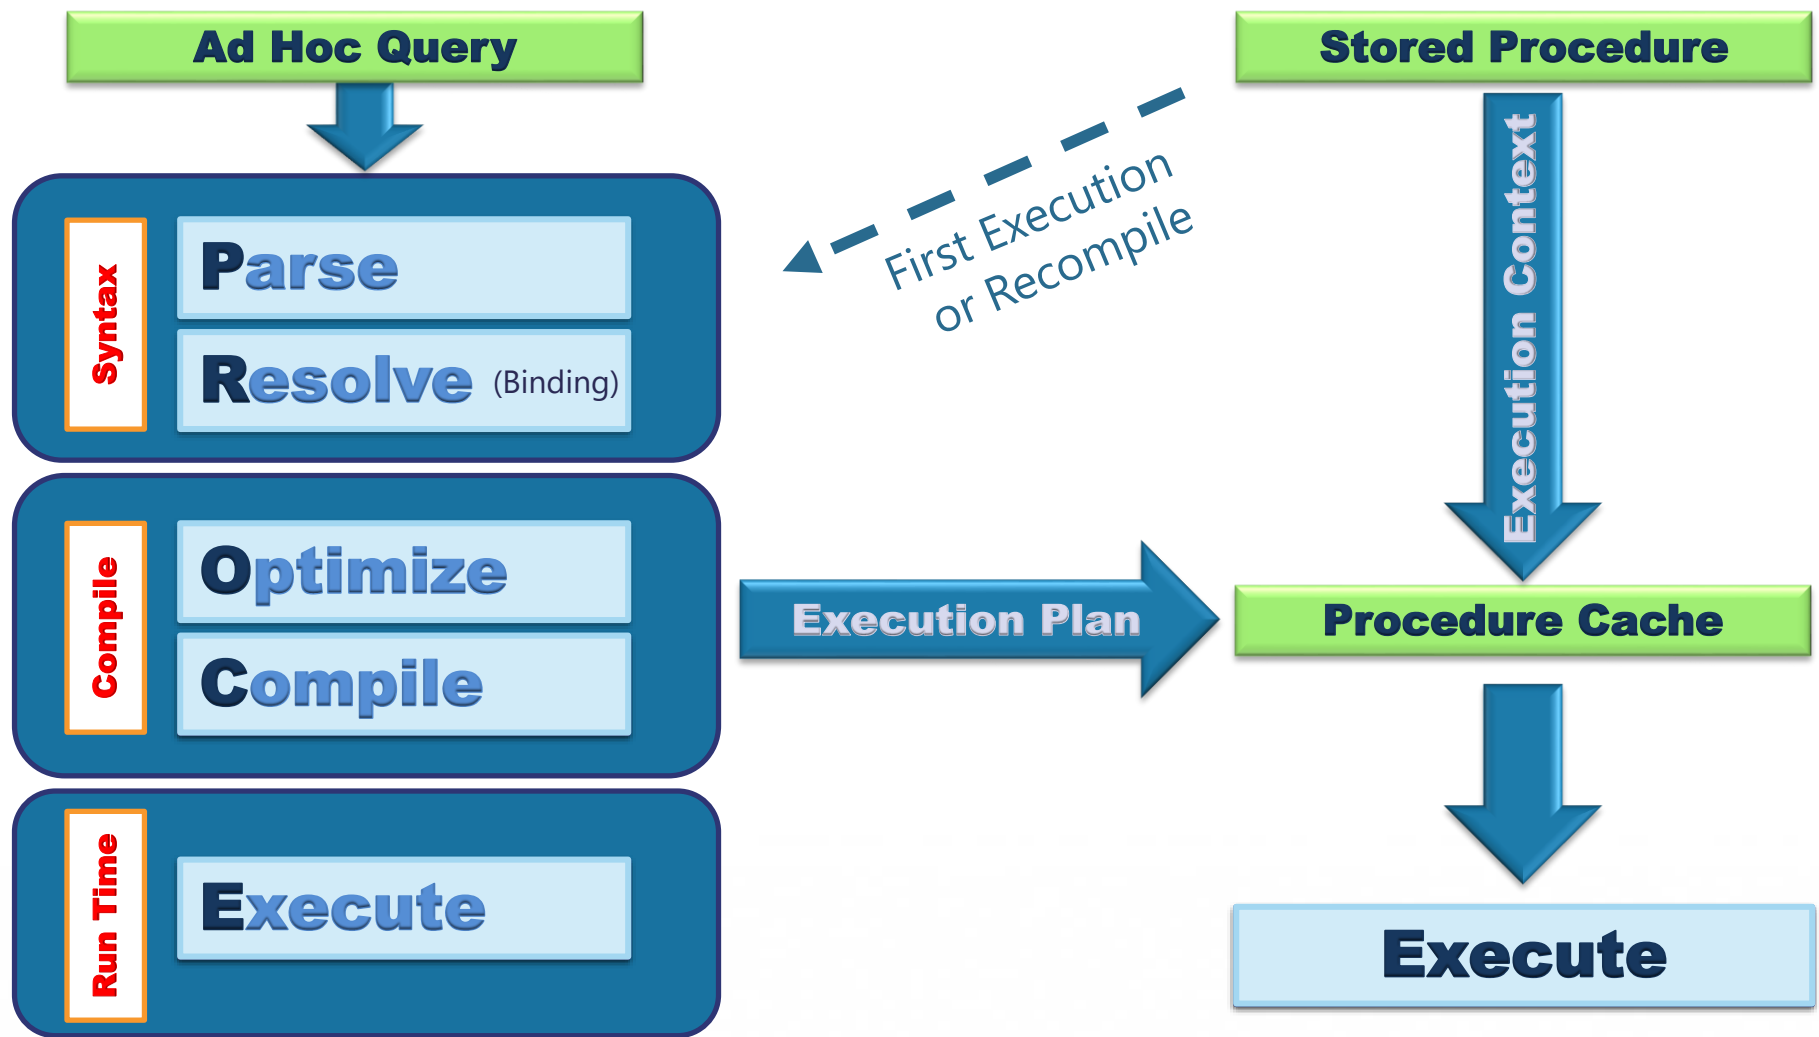 Ad Hoc Query
Syntax
Parse
Resolve (Binding)
Compile
Optimize
Compile
Run Time
Execute
First Execution
or Recompile
Execution Plan
Stored Procedure
Execution Context
Procedure Cache
Execute